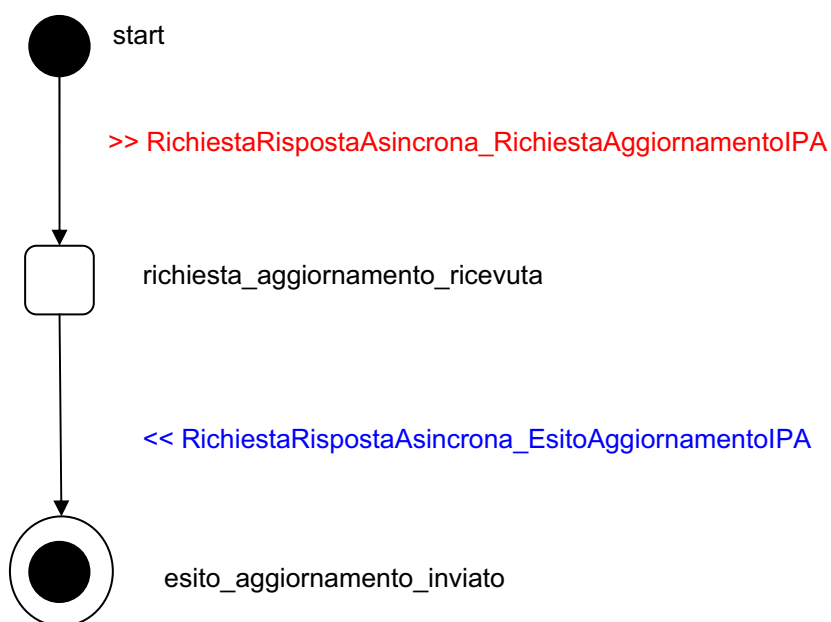 start
>> RichiestaRispostaAsincrona_RichiestaAggiornamentoIPA
richiesta_aggiornamento_ricevuta
<< RichiestaRispostaAsincrona_EsitoAggiornamentoIPA
esito_aggiornamento_inviato